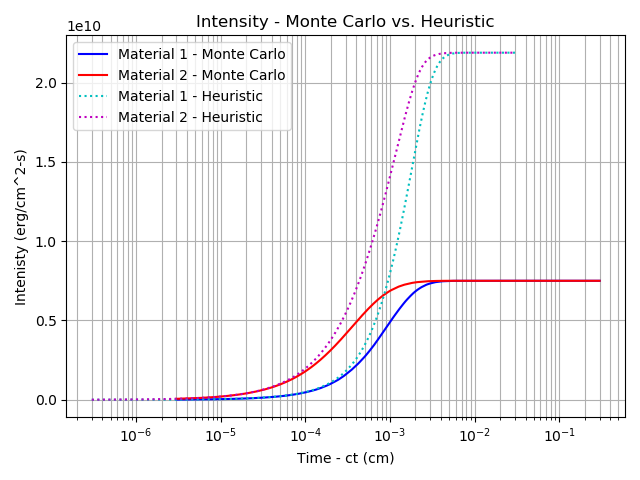 Intensity - Monte Carlo vs. Heuristic
1e10
Material 1 - Monte Carlo
Material 2 - Monte Carlo
Material 1 - Heuristic
Material 2 - Heuristic
2.0
1.5
1.0
0.5
0.0
Intenisty (erg/cm^2-s)
10⁻⁶ 10⁻⁵ 10⁻⁴ 10⁻³ 10⁻² 10⁻¹
Time - ct (cm)